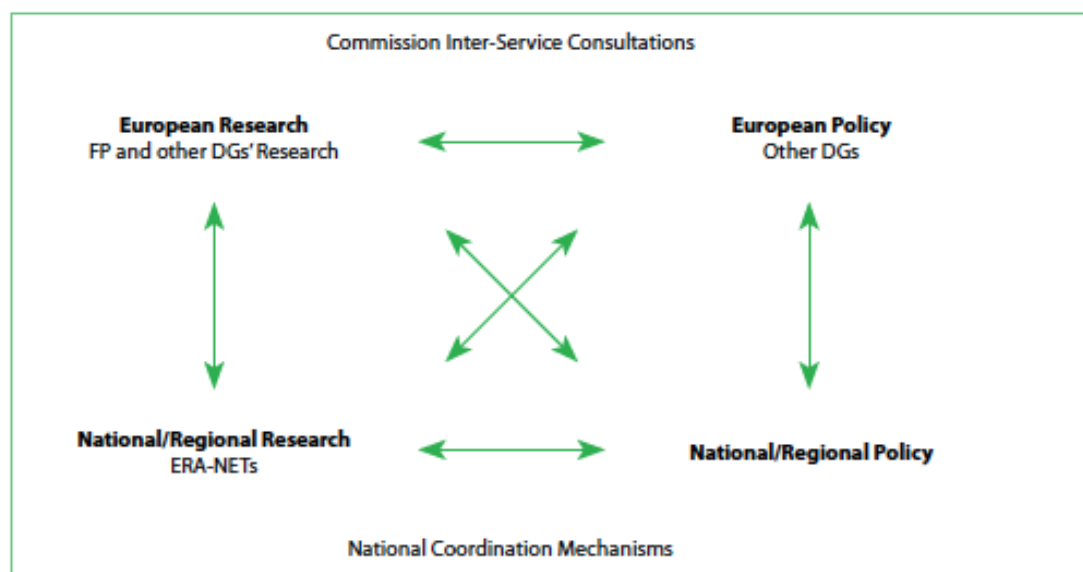 Commission Inter-Service Consultations
European Research
FP and other DGs' Research
European Policy
Other DGs
National/Regional Research
ERA-NETs
National/Regional Policy
National Coordination Mechanisms